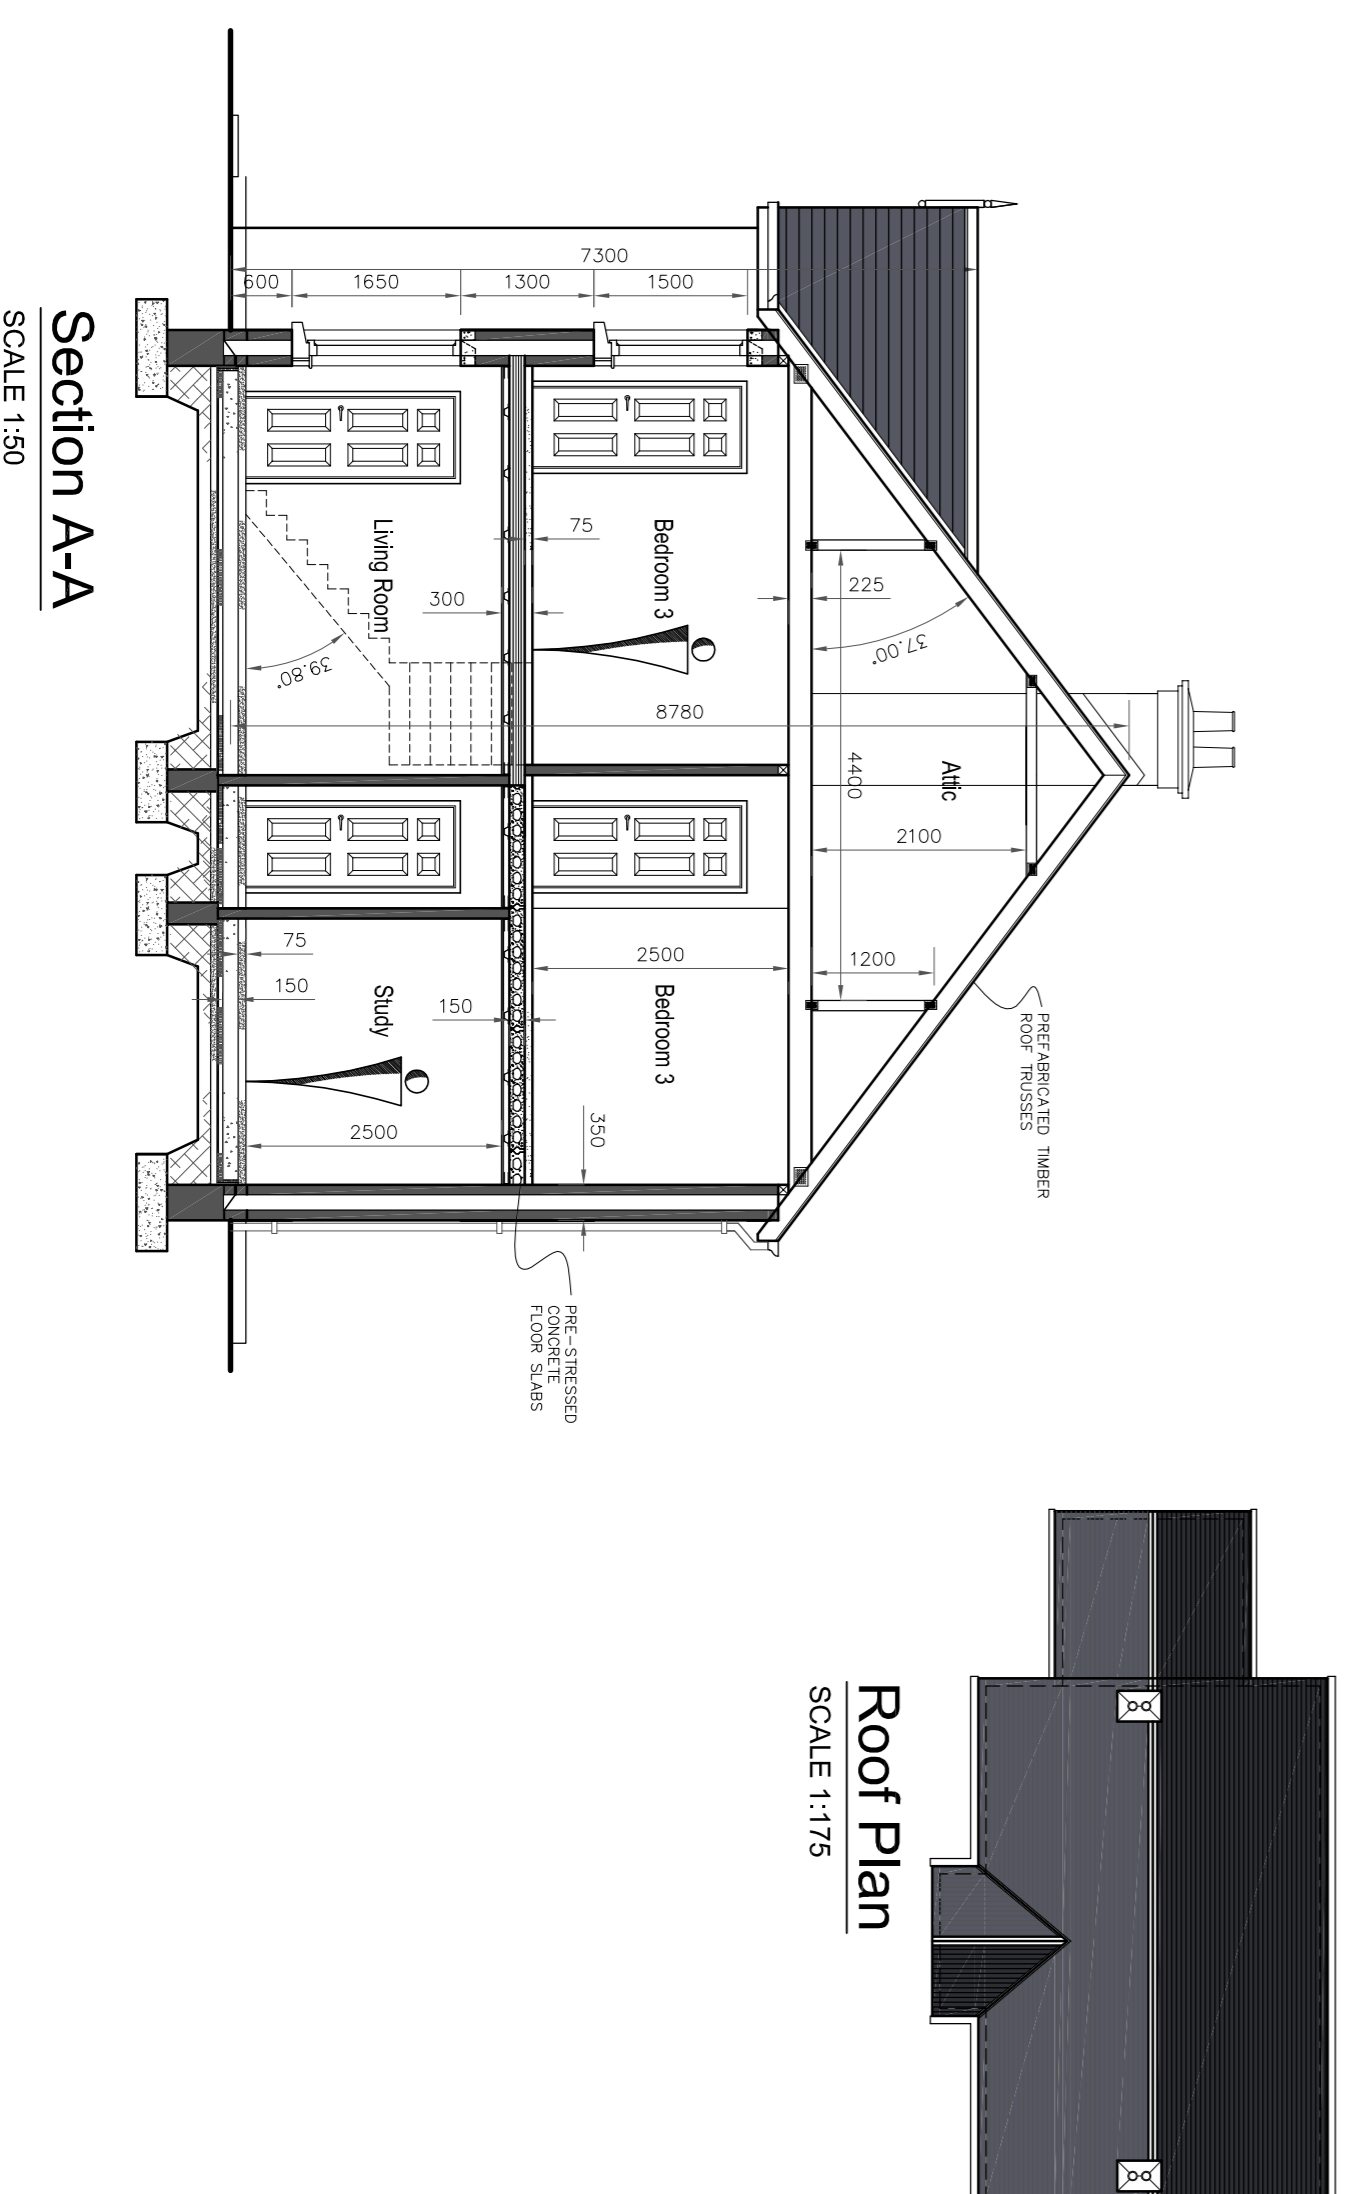 PREFABRICATED TIMBER
ROOF TRUSSES
Attic
2100
1200
37.00°
225
4400
7300
600
1650
1300
1500
Bedroom 3
75
8780
2500
Bedroom 3
350
PRE-STRESSED
CONCRETE
FLOOR SLABS
Living Room
300
39.80°
Study
150
75
150
2500
Section A-A
SCALE 1:50
Roof Plan
SCALE 1:175